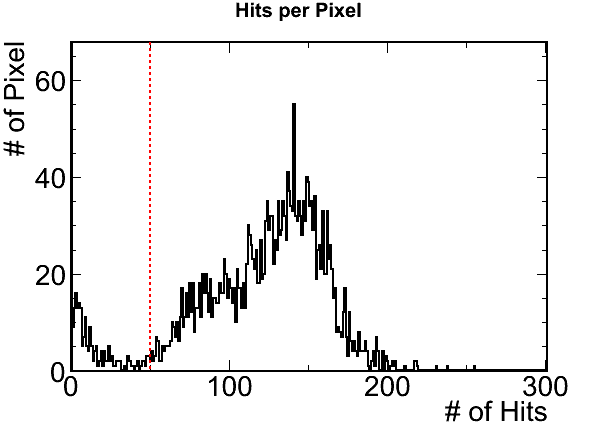 Hits per Pixel
# of Pixel
60
40
20
0
0 100 200 300
# of Hits